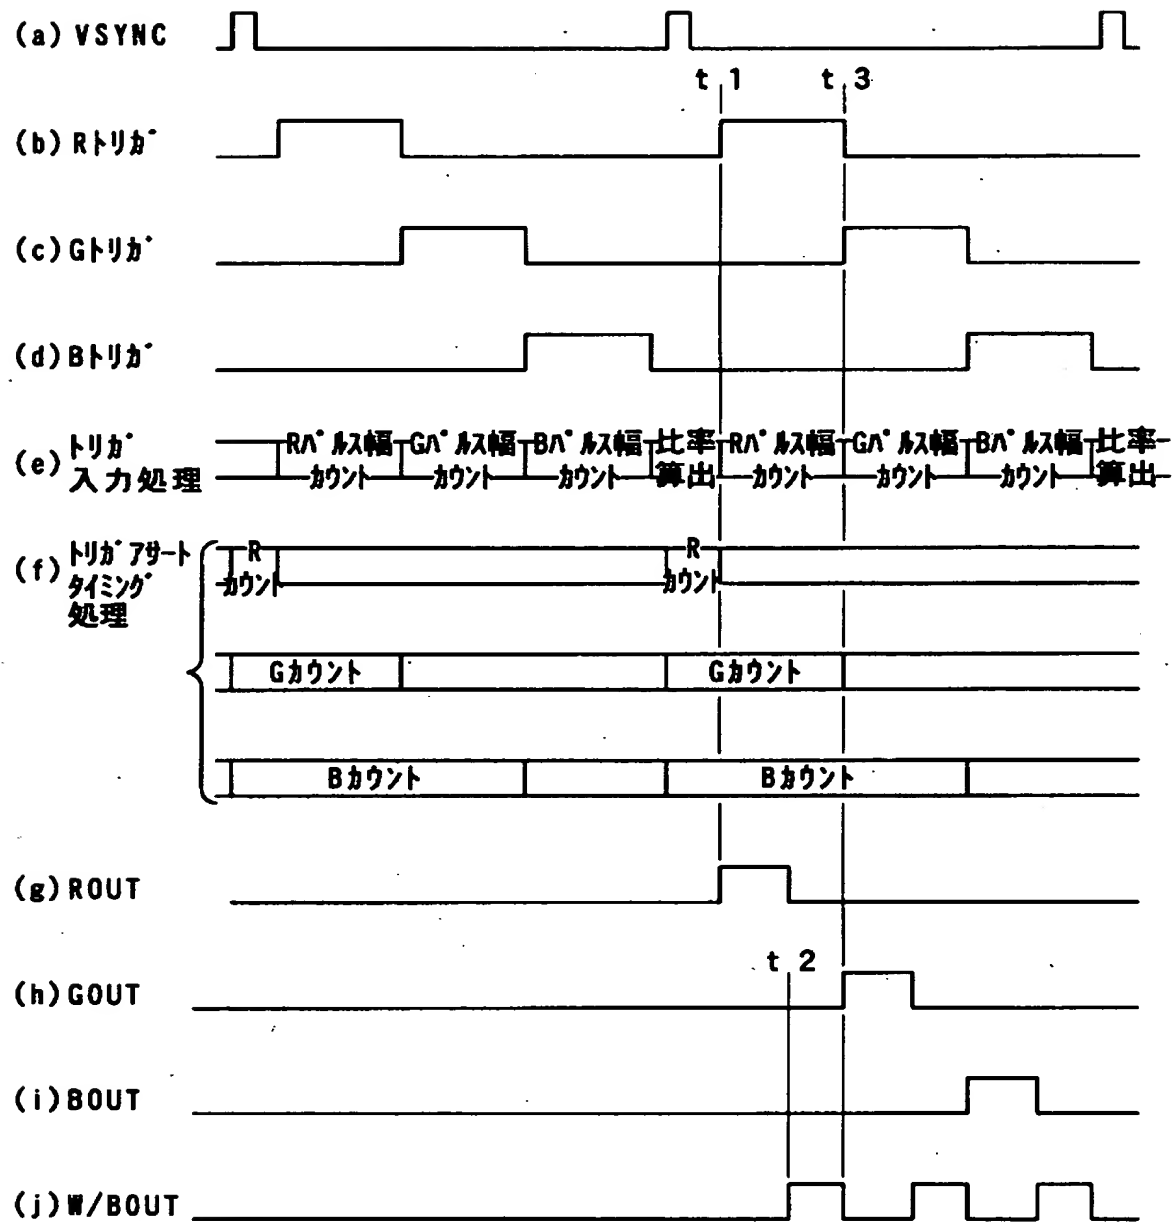 (a) VSYNC
t1 t3
(b) Rトリガ
(c) Gトリガ
(d) Bトリガ
(e) トリガ
入力処理
Rパルス幅
カウント
Gパルス幅
カウント
Bパルス幅
カウント
比率
算出
Rパルス幅
カウント
Gパルス幅
カウント
Bパルス幅
カウント
比率
算出
(f) トリガアサート
タイミング
処理
R
カウント
R
カウント
Gカウント Gカウント
Bカウント Bカウント
(g) ROUT
t2
(h) GOUT
(i) BOUT
(j) W/BOUT